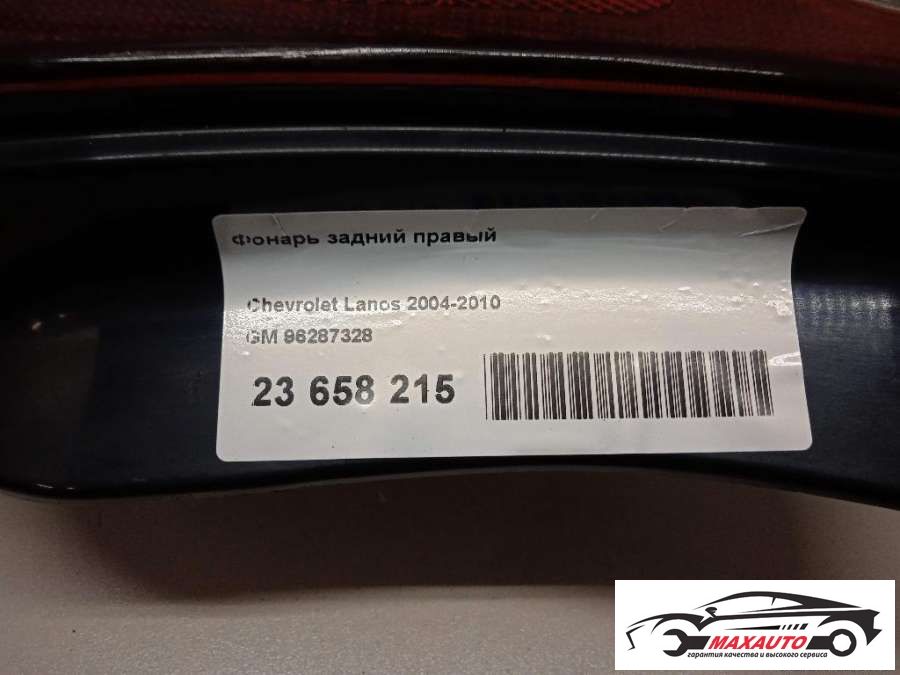 Фонарь задний правый
Chevrolet Lanos 2004-2010
GM 96287328
23 658 215
MAXAUTO
гарантия качества и высокого сервиса